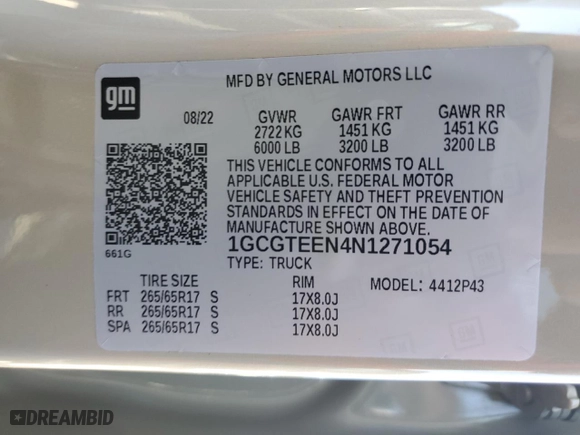 gm
MFD BY GENERAL MOTORS LLC
08/22 GVWR GAWR FRT GAWR RR
2722 KG 1451 KG 1451 KG
6000 LB 3200 LB 3200 LB
THIS VEHICLE CONFORMS TO ALL
APPLICABLE U.S. FEDERAL MOTOR
VEHICLE SAFETY AND THEFT PREVENTION
STANDARDS IN EFFECT ON THE DATE OF
MANUFACTURE SHOWN ABOVE.
661G
1GCGTEEN4N1271054
TYPE: TRUCK
TIRE SIZE RIM MODEL: 4412P43
FRT 265/65R17 S 17X8.0J
RR 265/65R17 S 17X8.0J
SPA 265/65R17 S 17X8.0J
DREAMBID